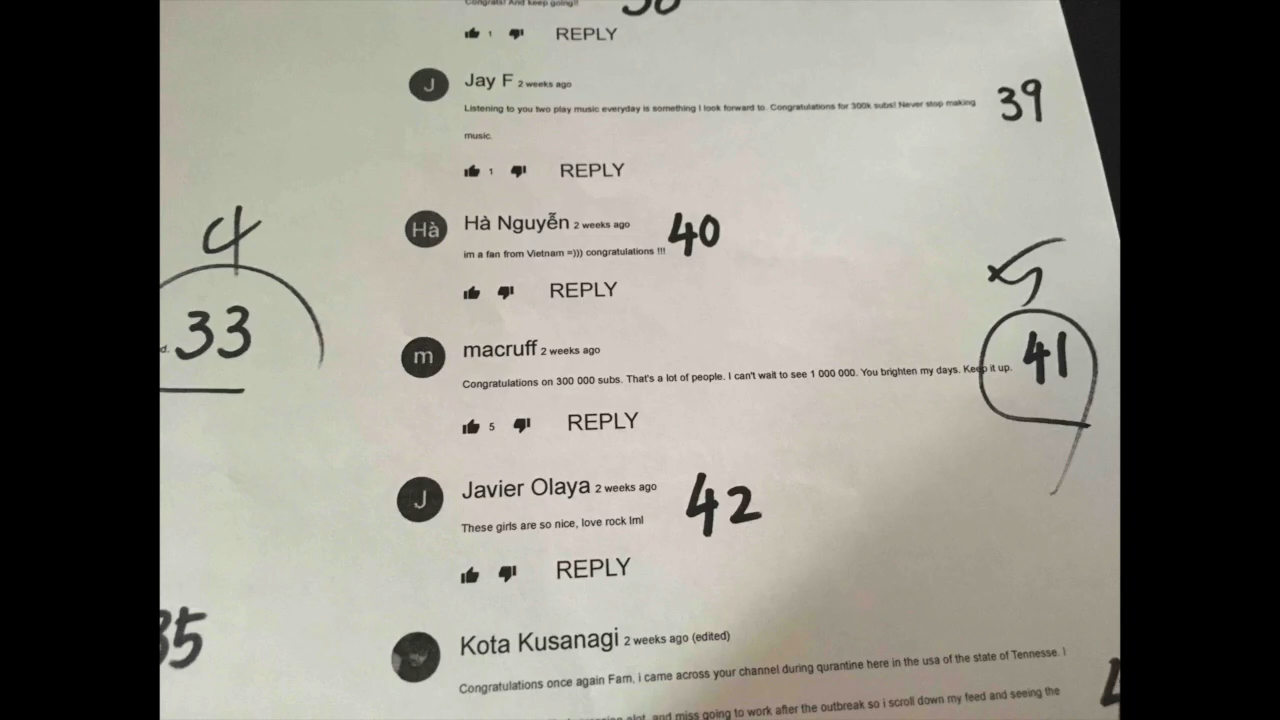 Congrats! And keep going!!
1 REPLY
J Jay F 2 weeks ago
Listening to you two play music everyday is something I look forward to. Congratulations for 300k subs! Never stop making 39
music.
1 REPLY
4
Hà Hà Nguyễn 2 weeks ago 40
im a fan from Vietnam =))) congratulations !!!
REPLY
5
d. 33
m macruff 2 weeks ago
Congratulations on 300 000 subs. That's a lot of people. I can't wait to see 1 000 000. You brighten my days. Keep it up. 41
5 REPLY
J Javier Olaya 2 weeks ago 42
These girls are so nice, love rock lml
REPLY
35
Kota Kusanagi 2 weeks ago (edited)
Congratulations once again Fam, i came across your channel during qurantine here in the usa of the state of Tennesse. I
alot, and miss going to work after the outbreak so i scroll down my feed and seeing the